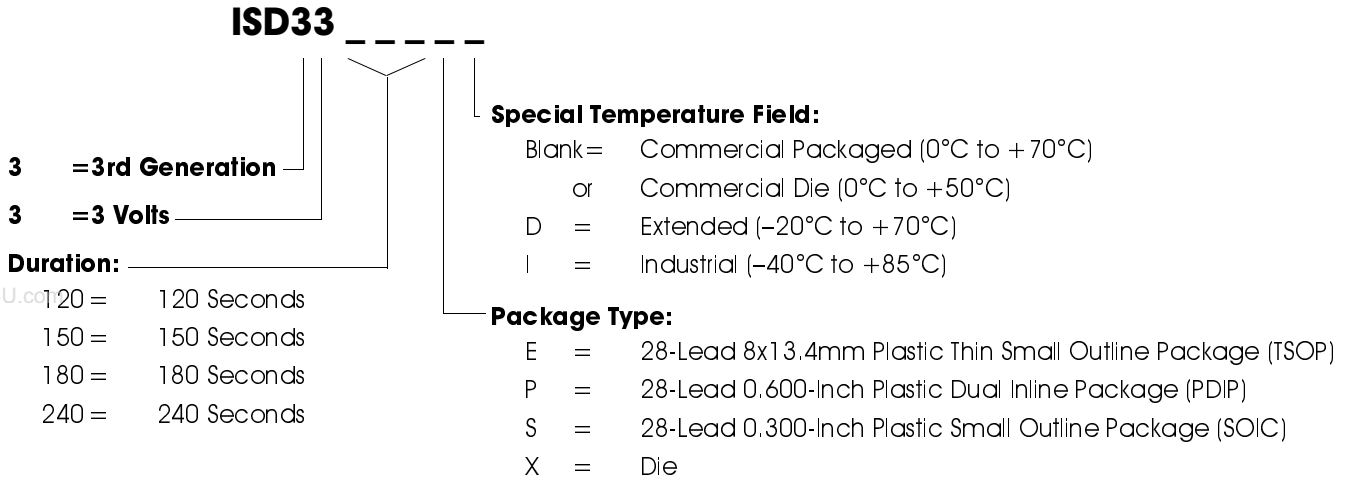 ISD33 _ _ _ _ _
3 =3rd Generation
3 =3 Volts
Duration:
120 = 120 Seconds
150 = 150 Seconds
180 = 180 Seconds
240 = 240 Seconds
Special Temperature Field:
Blank= Commercial Packaged (0°C to +70°C)
or Commercial Die (0°C to +50°C)
D = Extended (–20°C to +70°C)
I = Industrial (–40°C to +85°C)
Package Type:
E = 28-Lead 8x13.4mm Plastic Thin Small Outline Package (TSOP)
P = 28-Lead 0.600-Inch Plastic Dual Inline Package (PDIP)
S = 28-Lead 0.300-Inch Plastic Small Outline Package (SOIC)
X = Die
U.com